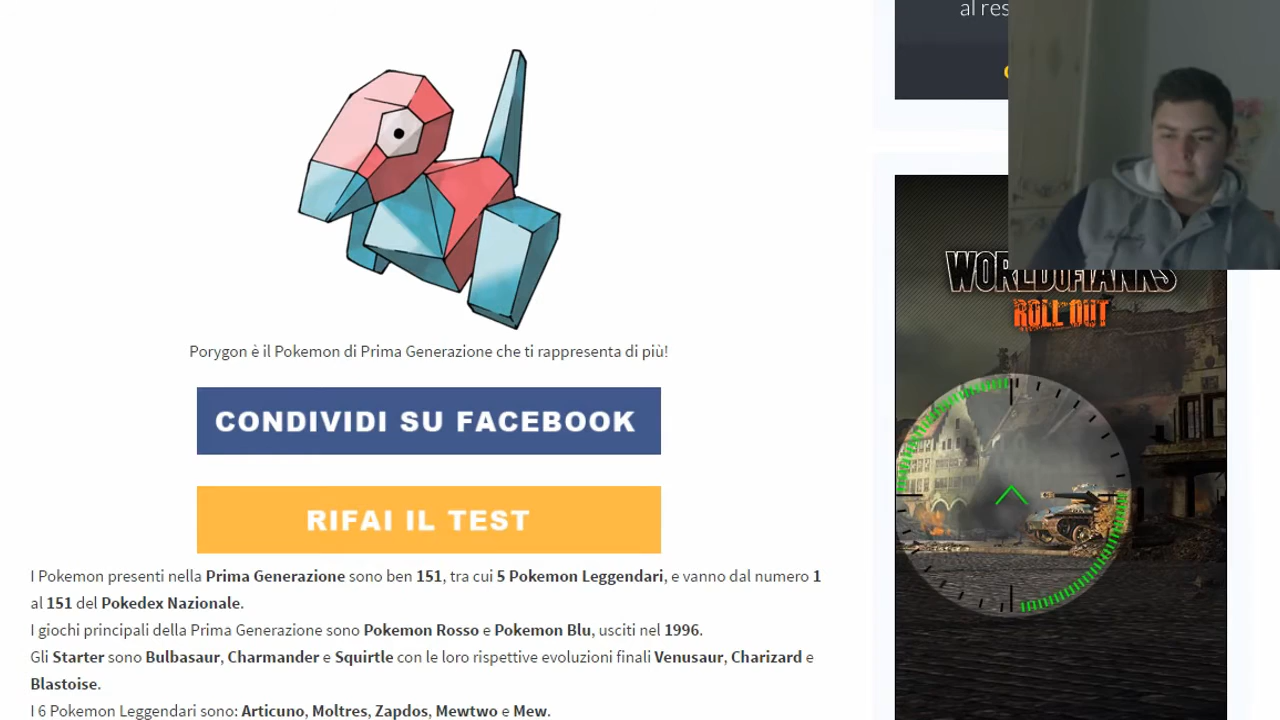 al res
WORLD OF TANKS
ROLL OUT
Porygon è il Pokemon di Prima Generazione che ti rappresenta di più!
CONDIVIDI SU FACEBOOK
RIFAI IL TEST
I Pokemon presenti nella Prima Generazione sono ben 151, tra cui 5 Pokemon Leggendari, e vanno dal numero 1
al 151 del Pokedex Nazionale.
I giochi principali della Prima Generazione sono Pokemon Rosso e Pokemon Blu, usciti nel 1996.
Gli Starter sono Bulbasaur, Charmander e Squirtle con le loro rispettive evoluzioni finali Venusaur, Charizard e
Blastoise.
I 6 Pokemon Leggendari sono: Articuno, Moltres, Zapdos, Mewtwo e Mew.